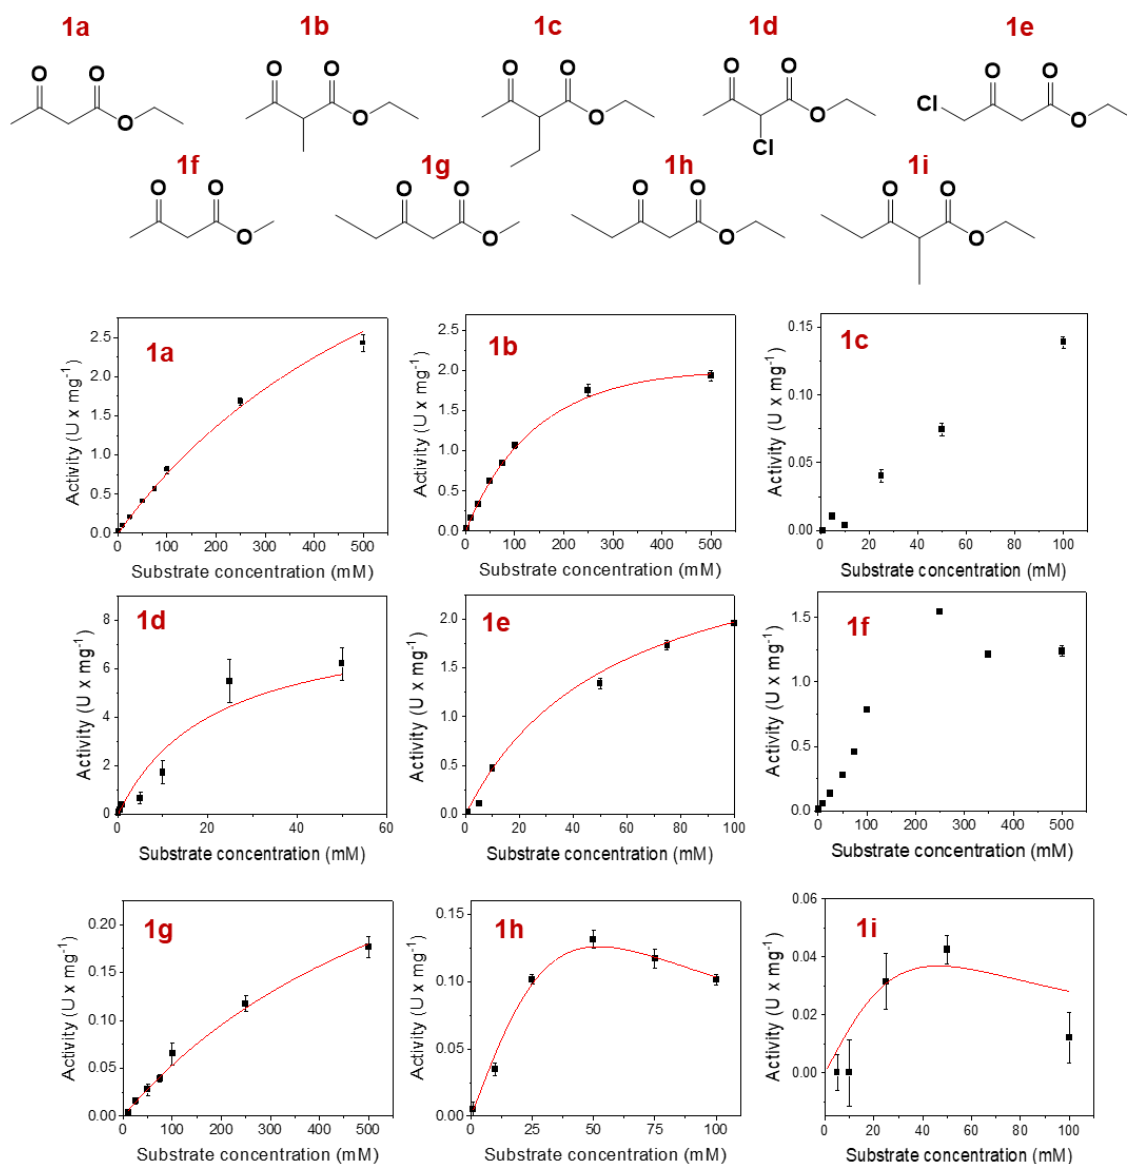 1a 1b 1c 1d 1e
O O O O O O O O O O
O O O O Cl O
Cl
1f 1g 1h 1i
O O O O O O O O
O O O O
1a
Activity (U x mg⁻¹)
2.5
2.0
1.5
1.0
0.5
0.0
0 100 200 300 400 500
Substrate concentration (mM)
1b
Activity (U x mg⁻¹)
2.5
2.0
1.5
1.0
0.5
0.0
0 100 200 300 400 500
Substrate concentration (mM)
1c
Activity (U x mg⁻¹)
0.15
0.10
0.05
0.00
0 20 40 60 80 100
Substrate concentration (mM)
1d
Activity (U x mg⁻¹)
8
6
4
2
0
0 20 40 60
Substrate concentration (mM)
1e
Activity (U x mg⁻¹)
2.0
1.5
1.0
0.5
0.0
0 20 40 60 80 100
Substrate concentration (mM)
1f
Activity (U x mg⁻¹)
1.5
1.0
0.5
0.0
0 100 200 300 400 500
Substrate concentration (mM)
1g
Activity (U x mg⁻¹)
0.20
0.15
0.10
0.05
0.00
0 100 200 300 400 500
Substrate concentration (mM)
1h
Activity (U x mg⁻¹)
0.15
0.10
0.05
0.00
0 25 50 75 100
Substrate concentration (mM)
1i
Activity (U x mg⁻¹)
0.06
0.04
0.02
0.00
0 20 40 60 80 100
Substrate concentration (mM)